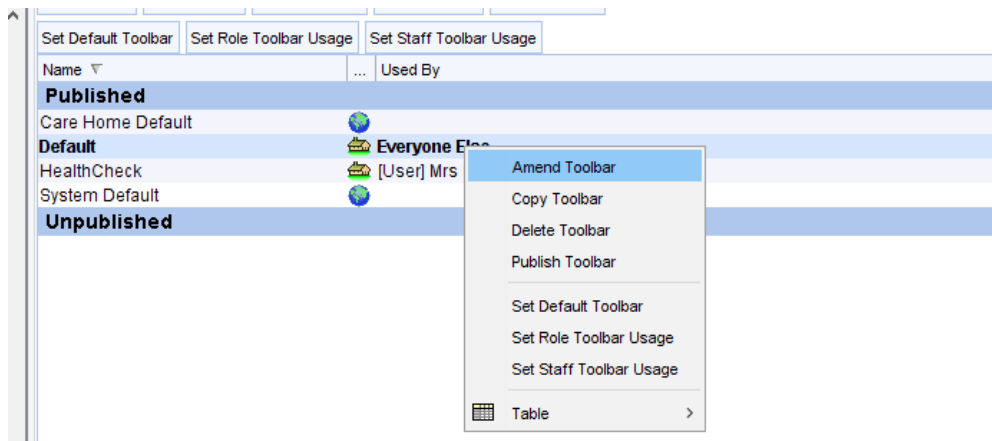 Set Default Toolbar Set Role Toolbar Usage Set Staff Toolbar Usage
Name ... Used By
Published
Care Home Default
Default Everyone
HealthCheck [User] Mrs
System Default
Unpublished
Amend Toolbar
Copy Toolbar
Delete Toolbar
Publish Toolbar
Set Default Toolbar
Set Role Toolbar Usage
Set Staff Toolbar Usage
Table